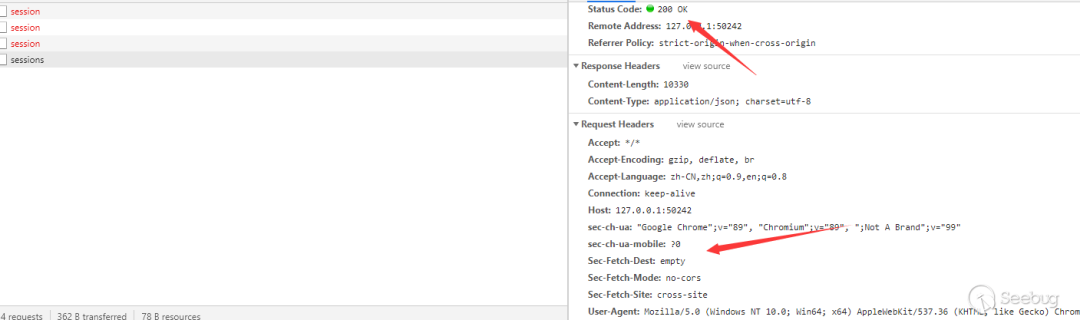 session
session
session
sessions
4 requests
362 B transferred
78 B resources
Status Code: 200 OK
Remote Address: 127.0.0.1:50242
Referrer Policy: strict-origin-when-cross-origin
Response Headers view source
Content-Length: 10330
Content-Type: application/json; charset=utf-8
Request Headers view source
Accept: */*
Accept-Encoding: gzip, deflate, br
Accept-Language: zh-CN,zh;q=0.9,en;q=0.8
Connection: keep-alive
Host: 127.0.0.1:50242
sec-ch-ua: "Google Chrome";v="89", "Chromium";v="89", ";Not A Brand";v="99"
sec-ch-ua-mobile: ?0
Sec-Fetch-Dest: empty
Sec-Fetch-Mode: no-cors
Sec-Fetch-Site: cross-site
User-Agent: Mozilla/5.0 (Windows NT 10.0; Win64; x64) AppleWebKit/537.36 (KHTML, like Gecko) Chrom
Seebug